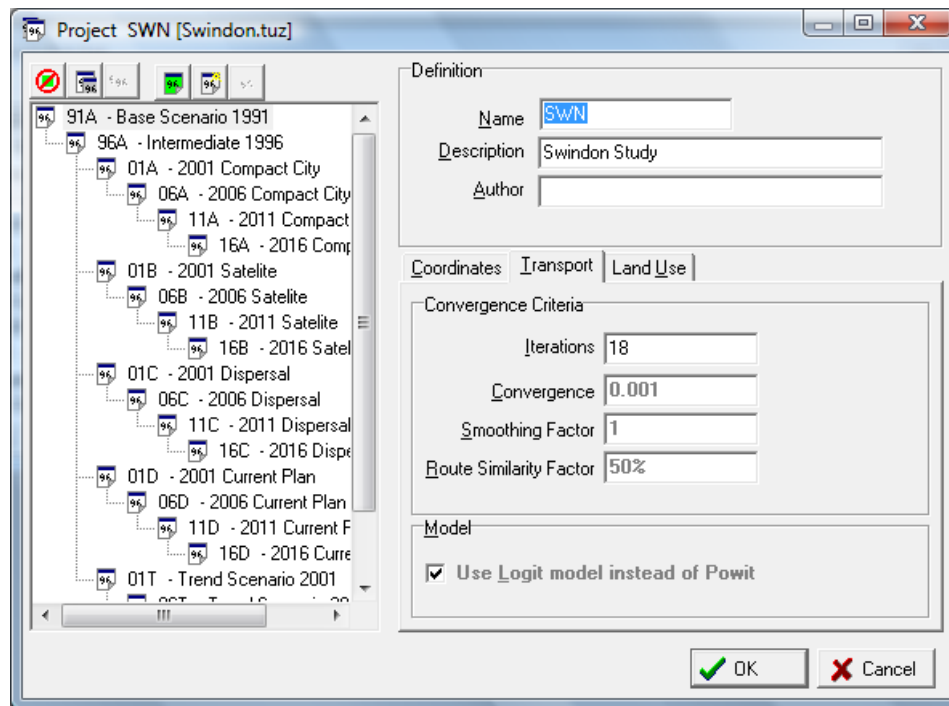 Project SWN [Swindon.tuz]
91A - Base Scenario 1991
96A - Intermediate 1996
01A - 2001 Compact City
06A - 2006 Compact City
11A - 2011 Compact
16A - 2016 Comp
01B - 2001 Satelite
06B - 2006 Satelite
11B - 2011 Satelite
16B - 2016 Satel
01C - 2001 Dispersal
06C - 2006 Dispersal
11C - 2011 Dispersal
16C - 2016 Dispe
01D - 2001 Current Plan
06D - 2006 Current Plan
11D - 2011 Current P
16D - 2016 Curre
01T - Trend Scenario 2001
Definition
Name SWN
Description Swindon Study
Author
Coordinates Transport Land Use
Convergence Criteria
Iterations 18
Convergence 0.001
Smoothing Factor 1
Route Similarity Factor 50%
Model
Use Logit model instead of Powit
OK Cancel